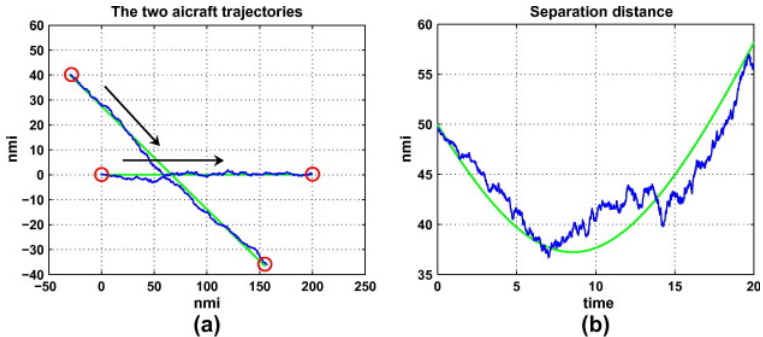 The two aicraft trajectories
60
50
40
30
20
10
0
−10
−20
−30
−40
nmi
−50 0 50 100 150 200 250
nmi
(a)
Separation distance
60
55
50
45
40
35
nmi
0 5 10 15 20
time
(b)